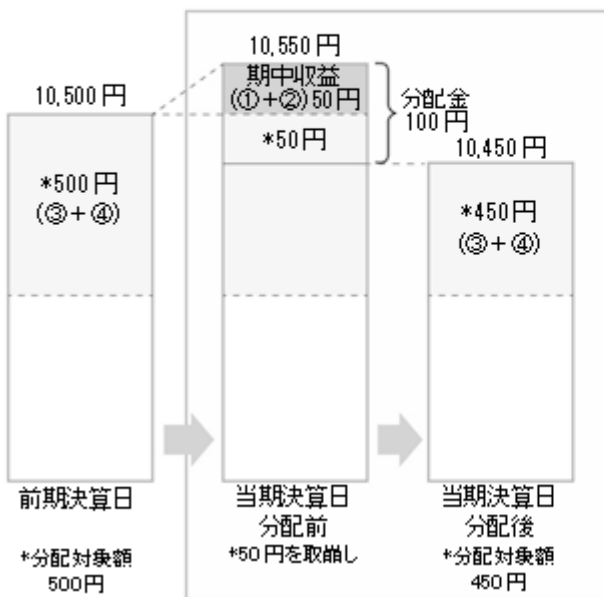 10,550円
期中収益
(①+②)50円
10,500円
分配金
100円
*50円
10,450円
*500円
(③+④)
*450円
(③+④)
前期決算日
*分配対象額
500円
当期決算日
分配前
*50円を取崩し
当期決算日
分配後
*分配対象額
450円